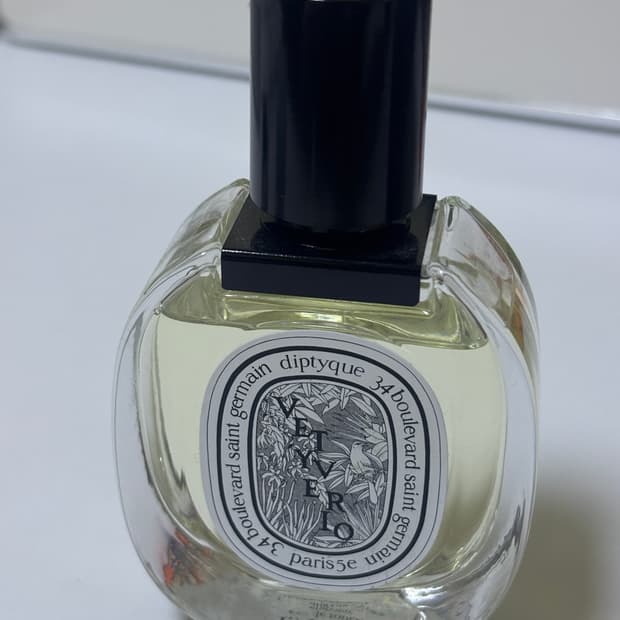 diptyque 34 boulevard saint germain paris5e 34 boulevard saint germain
VETYVERIO